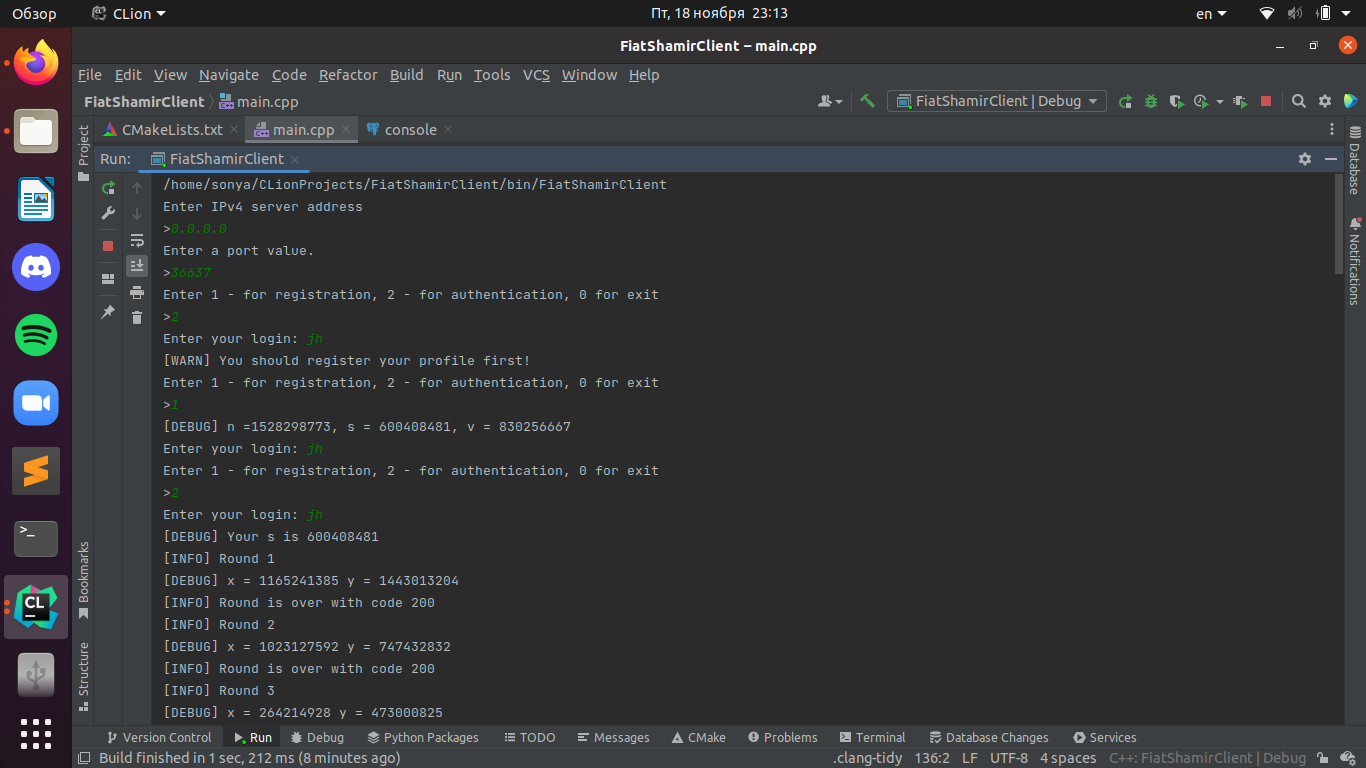 Обзор CLion Пт, 18 ноября 23:13 en
FiatShamirClient – main.cpp
File Edit View Navigate Code Refactor Build Run Tools VCS Window Help
FiatShamirClient main.cpp FiatShamirClient | Debug
CMakeLists.txt main.cpp console
Project
Run: FiatShamirClient
Database
Notifications
/home/sonya/CLionProjects/FiatShamirClient/bin/FiatShamirClient
Enter IPv4 server address
>0.0.0.0
Enter a port value.
>36637
Enter 1 - for registration, 2 - for authentication, 0 for exit
>2
Enter your login: jh
[WARN] You should register your profile first!
Enter 1 - for registration, 2 - for authentication, 0 for exit
>1
[DEBUG] n =1528298773, s = 600408481, v = 830256667
Enter your login: jh
Enter 1 - for registration, 2 - for authentication, 0 for exit
>2
Enter your login: jh
[DEBUG] Your s is 600408481
[INFO] Round 1
[DEBUG] x = 1165241385 y = 1443013204
[INFO] Round is over with code 200
[INFO] Round 2
[DEBUG] x = 1023127592 y = 747432832
[INFO] Round is over with code 200
[INFO] Round 3
[DEBUG] x = 264214928 y = 473000825
Bookmarks
Structure
>_
CL
Version Control Run Debug Python Packages TODO Messages CMake Problems Terminal Database Changes Services
Build finished in 1 sec, 212 ms (8 minutes ago) .clang-tidy 136:2 LF UTF-8 4 spaces C++: FiatShamirClient | Debug